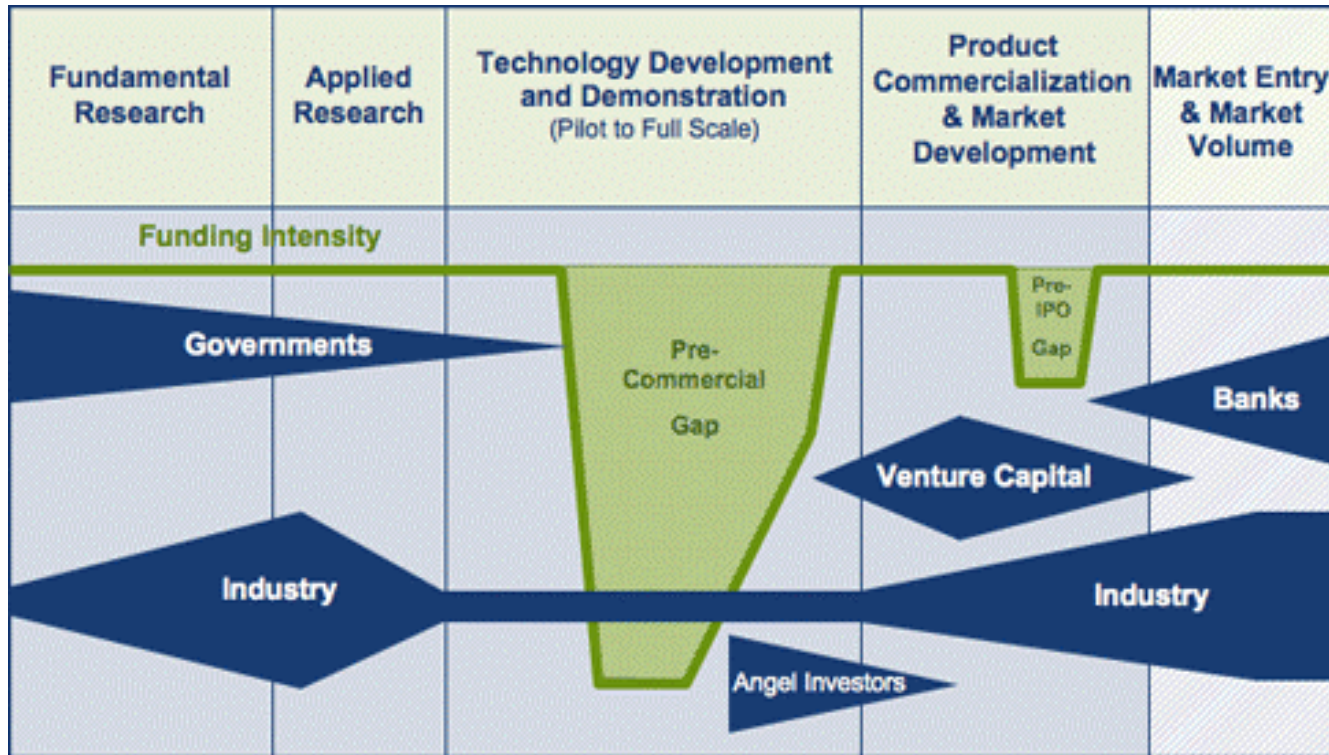 Fundamental
Research
Applied
Research
Technology Development
and Demonstration
(Pilot to Full Scale)
Product
Commercialization
& Market
Development
Market Entry
& Market
Volume
Funding Intensity
Governments
Pre-
Commercial
Gap
Pre-
IPO
Gap
Banks
Venture Capital
Industry
Industry
Angel Investors